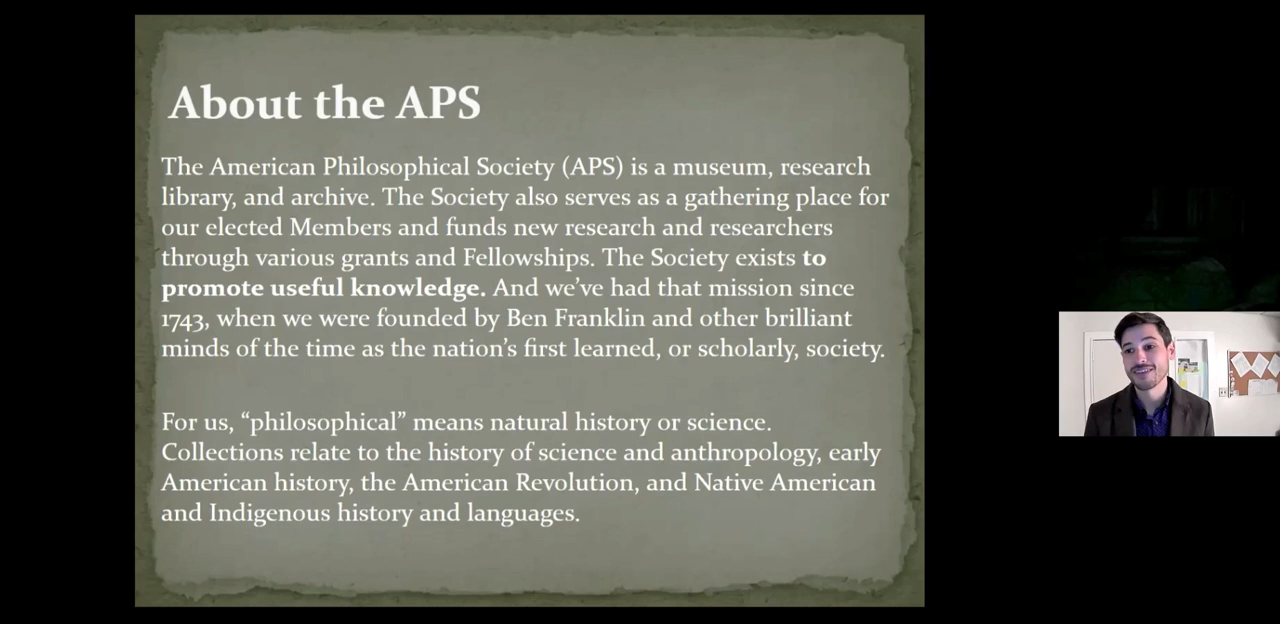 About the APS
The American Philosophical Society (APS) is a museum, research
library, and archive. The Society also serves as a gathering place for
our elected Members and funds new research and researchers
through various grants and Fellowships. The Society exists to
promote useful knowledge. And we’ve had that mission since
1743, when we were founded by Ben Franklin and other brilliant
minds of the time as the nation’s first learned, or scholarly, society.
For us, “philosophical” means natural history or science.
Collections relate to the history of science and anthropology, early
American history, the American Revolution, and Native American
and Indigenous history and languages.